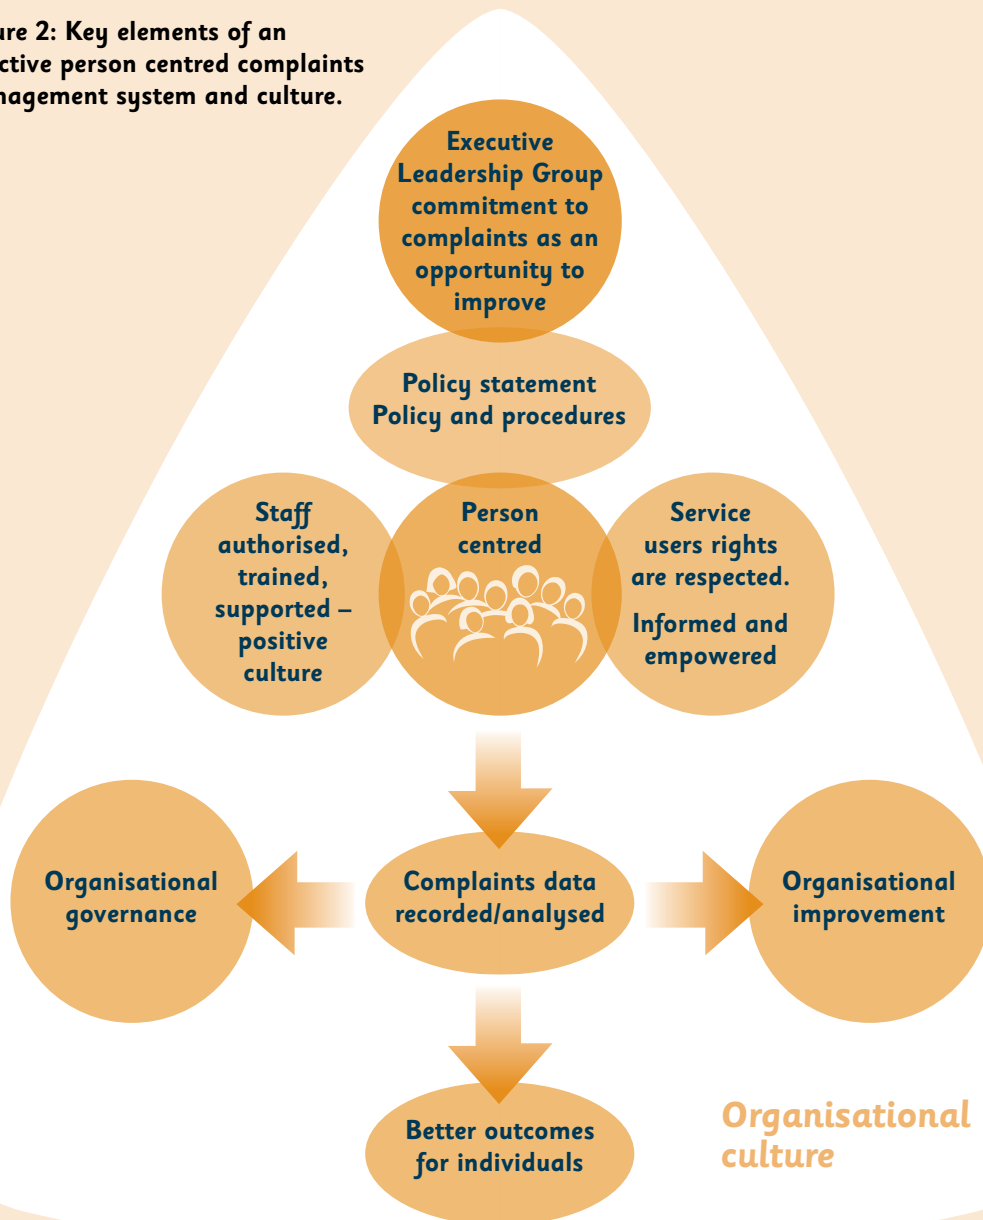 ure 2: Key elements of an
ctive person centred complaints
nagement system and culture.
Executive
Leadership Group
commitment to
complaints as an
opportunity to
improve
Policy statement
Policy and procedures
Staff
authorised,
trained,
supported –
positive
culture
Person
centred
Service
users rights
are respected.
Informed and
empowered
Organisational
governance
Complaints data
recorded/analysed
Organisational
improvement
Better outcomes
for individuals
Organisational
culture